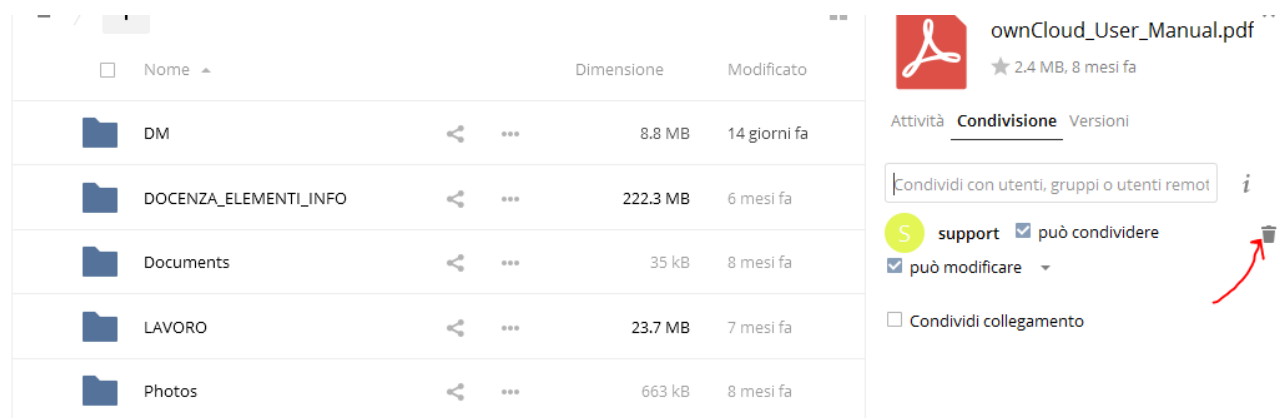 Nome
Dimensione
Modificato
DM
8.8 MB
14 giorni fa
DOCENZA_ELEMENTI_INFO
222.3 MB
6 mesi fa
Documents
35 kB
8 mesi fa
LAVORO
23.7 MB
7 mesi fa
Photos
663 kB
8 mesi fa
ownCloud_User_Manual.pdf
2.4 MB, 8 mesi fa
Attività Condivisione Versioni
Condividi con utenti, gruppi o utenti remot
i
S support può condividere
può modificare
Condividi collegamento